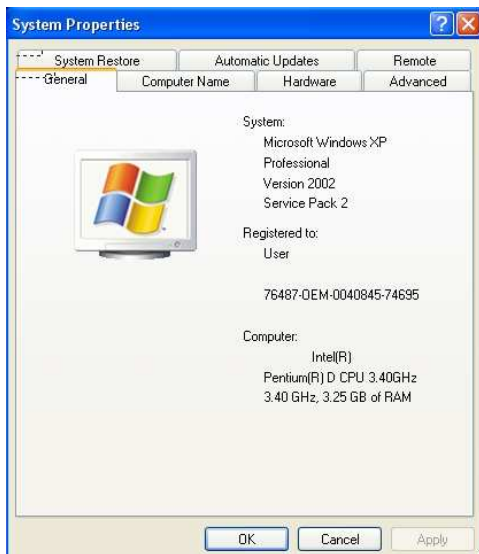 System Properties
System Restore Automatic Updates Remote
General Computer Name Hardware Advanced
System:
Microsoft Windows XP
Professional
Version 2002
Service Pack 2
Registered to:
User
76487-OEM-0040845-74695
Computer:
Intel(R)
Pentium(R) D CPU 3.40GHz
3.40 GHz, 3.25 GB of RAM
OK Cancel Apply